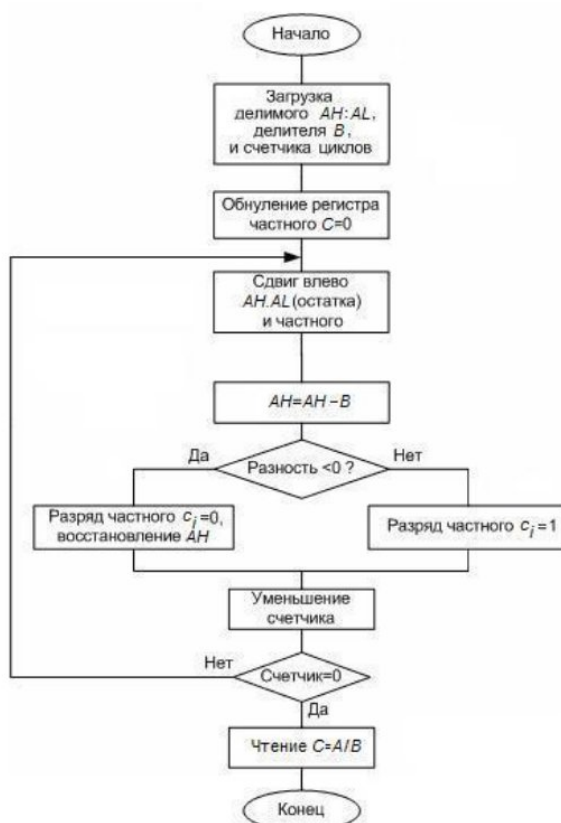 Начало
Загрузка
делимого AH:AL,
делителя B,
и счетчика циклов
Обнуление регистра
частного C=0
Сдвиг влево
AH.AL(остатка)
и частного
AH=AH–B
Да
Разность <0 ?
Нет
Разряд частного ci=0,
восстановление AH
Разряд частного ci=1
Уменьшение
счетчика
Нет
Счетчик=0
Да
Чтение C=A/B
Конец